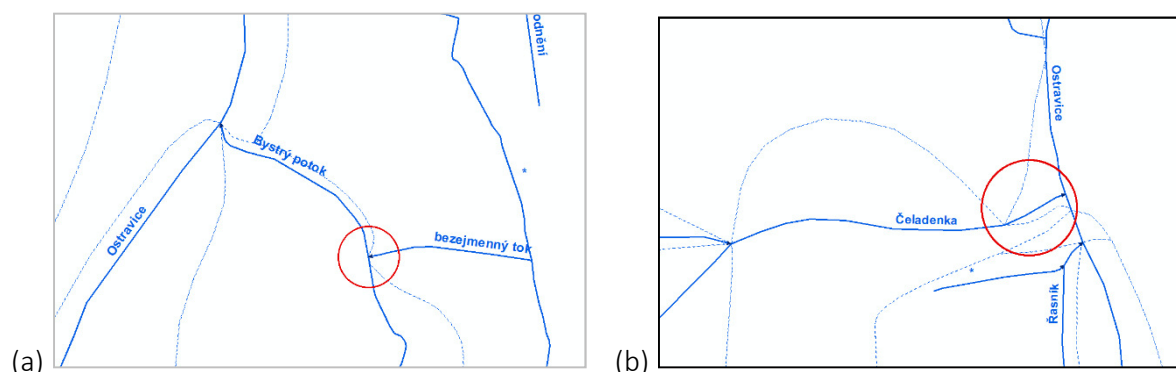 odnění
Bystrý potok
Ostravice
*
bezejmenný tok
(a)
Ostravice
Čeladenka
*
Řasník
(b)